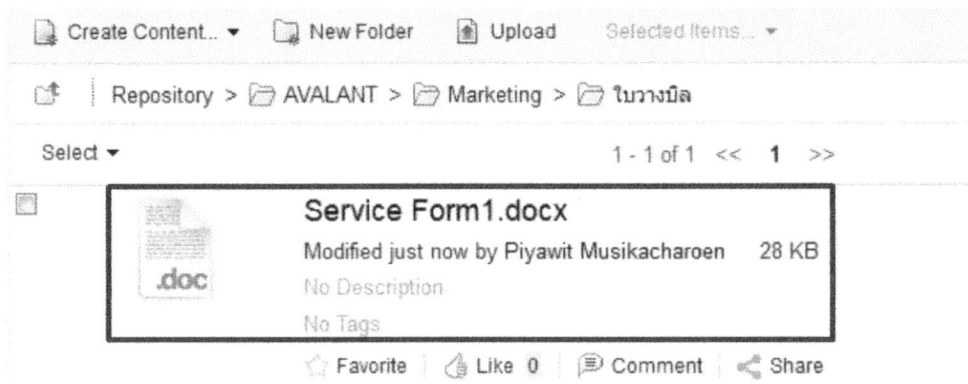 Create Content... New Folder Upload Selected Items...
Repository > AVALANT > Marketing > ใบวางบิล
Select 1 - 1 of 1 << 1 >>
Service Form1.docx
Modified just now by Piyawit Musikacharoen 28 KB
.doc
No Description
No Tags
Favorite Like 0 Comment Share